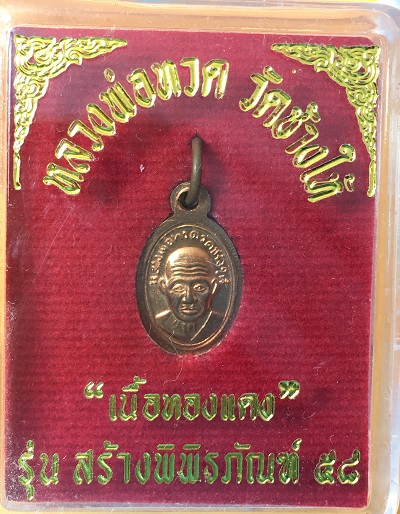 หลวงพ่อทวด วัดช้างให้
"เนื้อทองแดง"
รุ่น สร้างพิพิธภัณฑ์ ๕๘